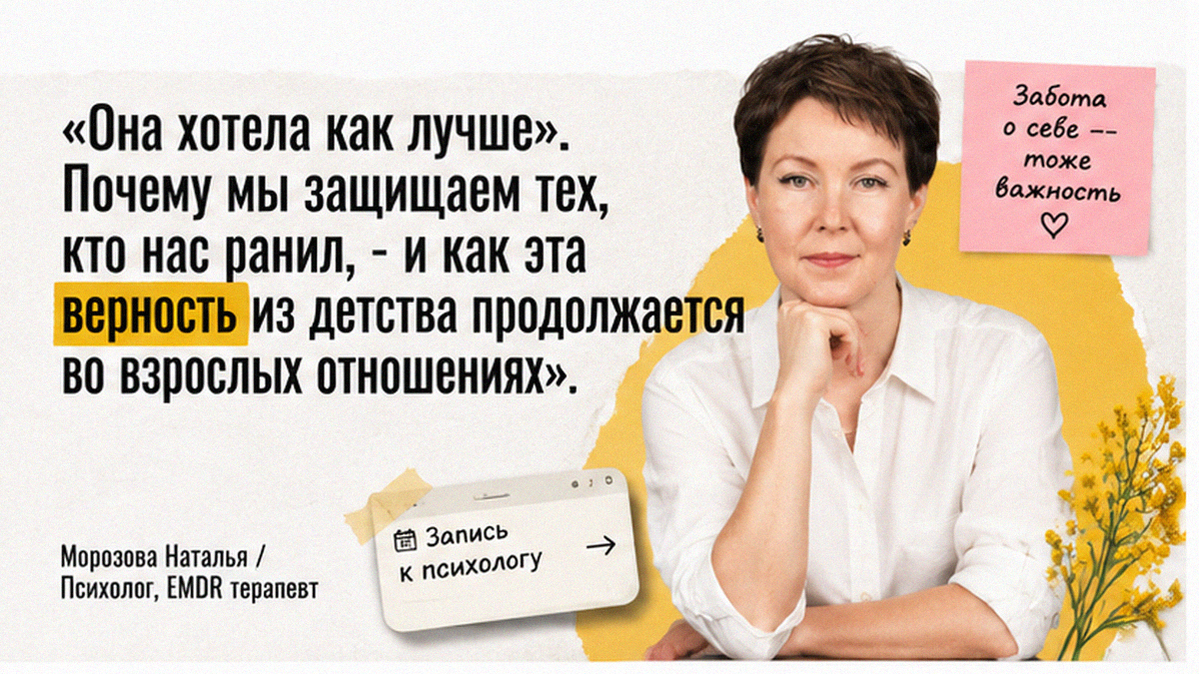 «Она хотела как лучше».
Почему мы защищаем тех,
кто нас ранил, - и как эта
верность из детства продолжается
во взрослых отношениях».
Забота
о себе --
тоже
важность
♡
Запись
к психологу
→
Морозова Наталья /
Психолог, EMDR терапевт